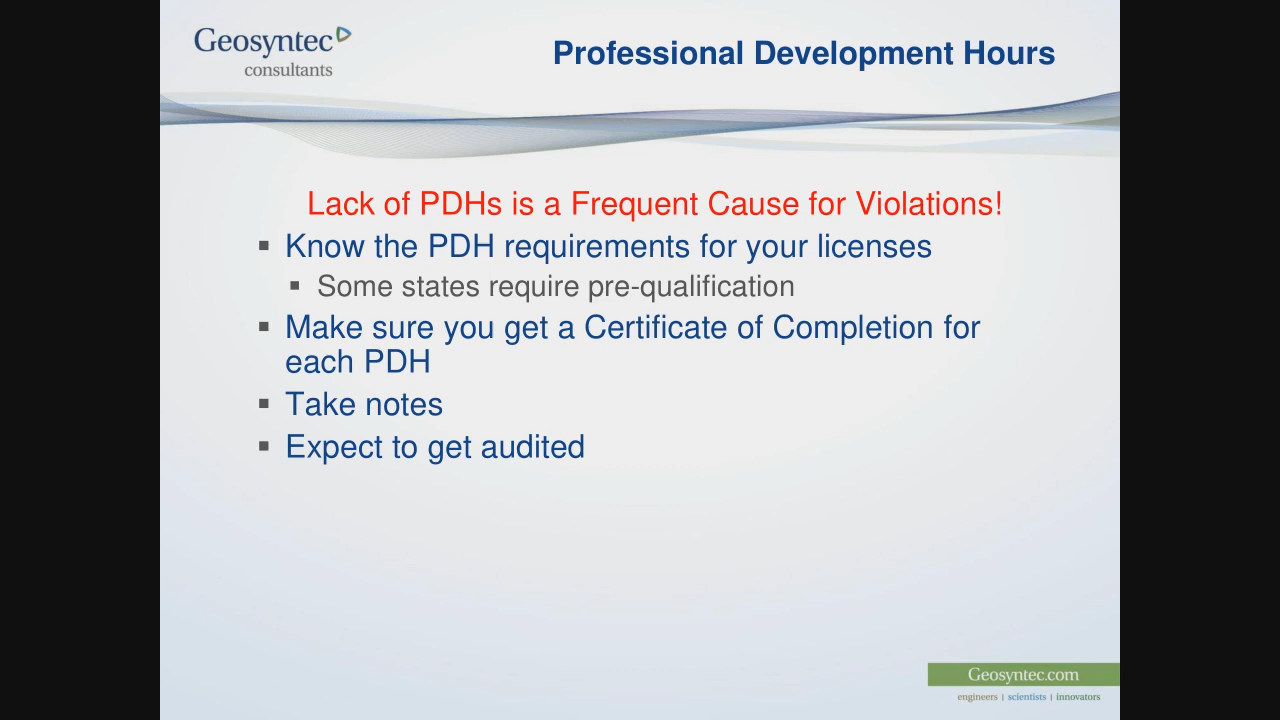 Geosyntec
consultants
Professional Development Hours
Lack of PDHs is a Frequent Cause for Violations!
▪ Know the PDH requirements for your licenses
▪ Some states require pre-qualification
▪ Make sure you get a Certificate of Completion for
each PDH
▪ Take notes
▪ Expect to get audited
Geosyntec.com
engineers | scientists | innovators